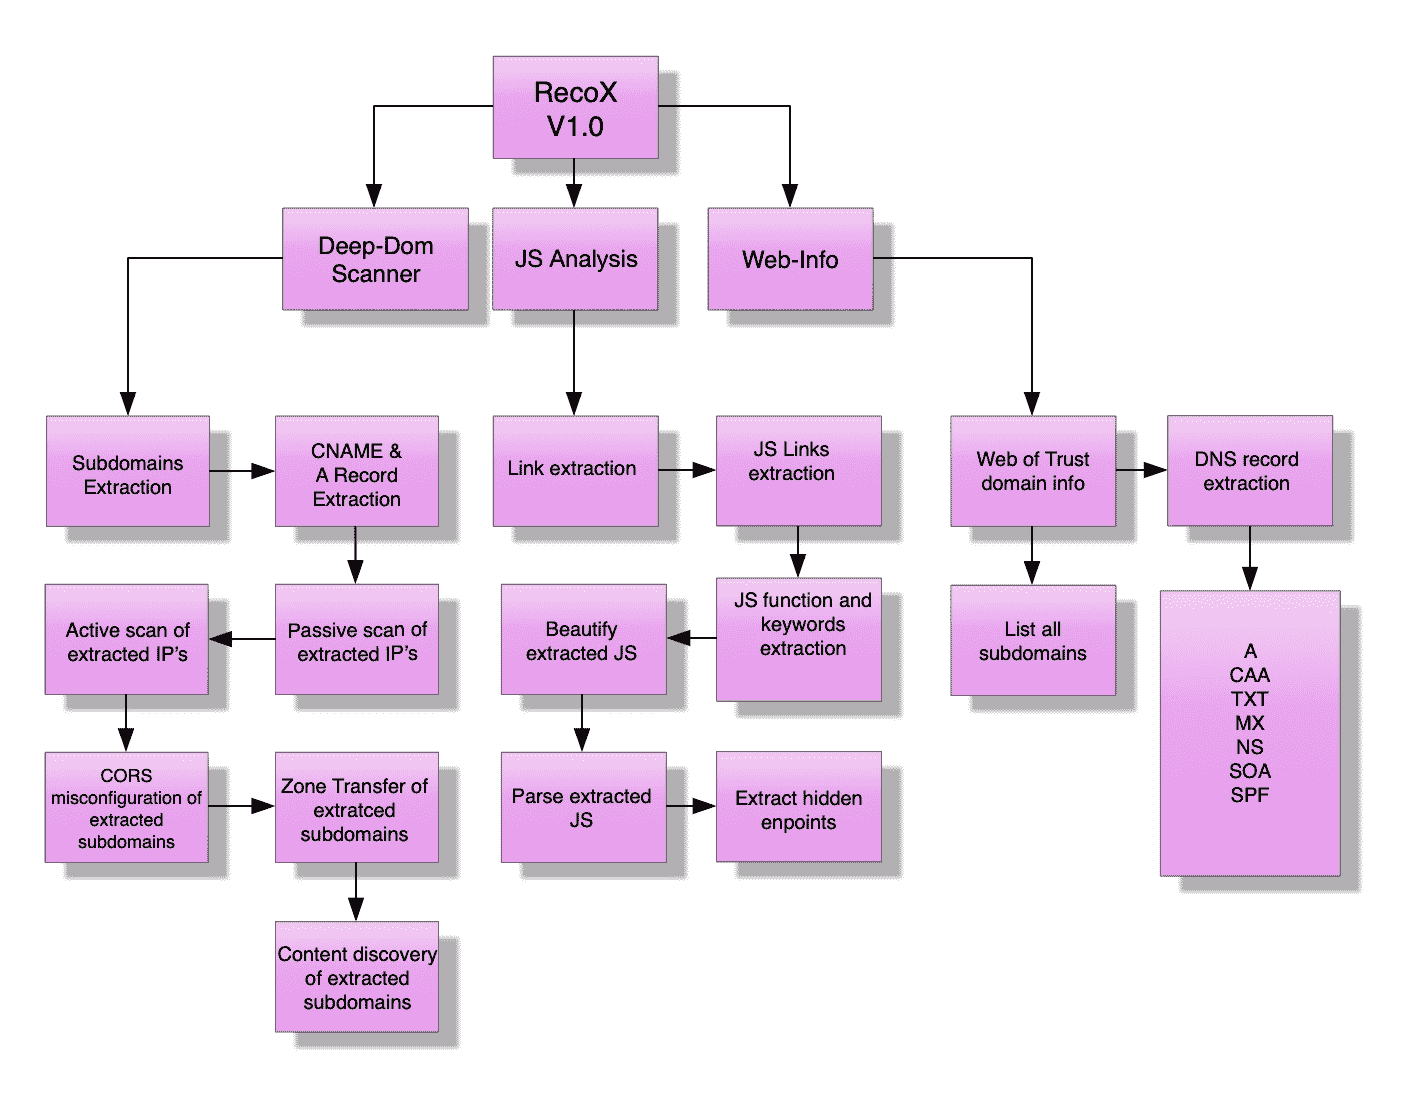 RecoX
V1.0
Deep-Dom
Scanner
JS Analysis
Web-Info
Subdomains
Extraction
CNAME &
A Record
Extraction
Link extraction
JS Links
extraction
Web of Trust
domain info
DNS record
extraction
Active scan of
extracted IP's
Passive scan of
extracted IP's
Beautify
extracted JS
JS function and
keywords
extraction
List all
subdomains
A
CAA
TXT
MX
NS
SOA
SPF
CORS
misconfiguration of
extracted
subdomains
Zone Transfer of
extratced
subdomains
Parse extracted
JS
Extract hidden
enpoints
Content discovery
of extracted
subdomains